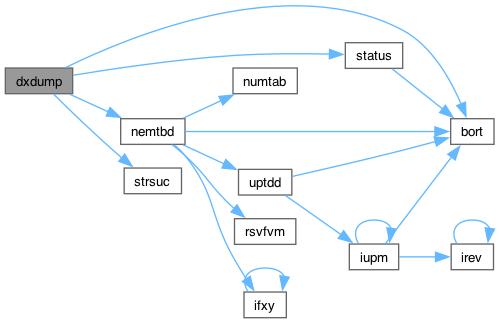 status
dxdump
numtab
nemtbd
bort
strsuc
uptdd
rsvfvm
iupm
irev
ifxy